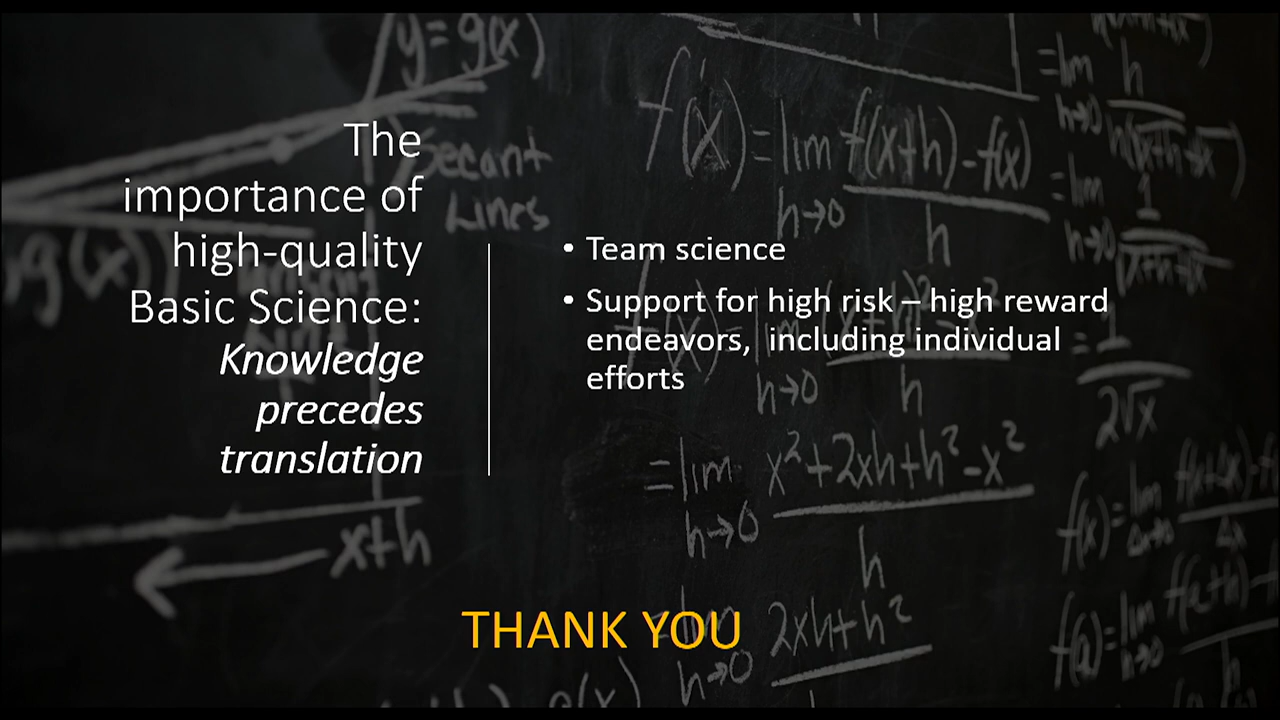 The
importance of
high-quality
Basic Science:
Knowledge
precedes
translation
• Team science
• Support for high risk – high reward
endeavors, including individual
efforts
THANK YOU
y=g(x)
Secant
Lines
g(x)
x+h
f'(x)=lim f(x+h)-f(x)
h→0 h
h→0 h
=lim x²+2xh+h²-x²
h→0 h
2xh+h²
h→0
1
2√x